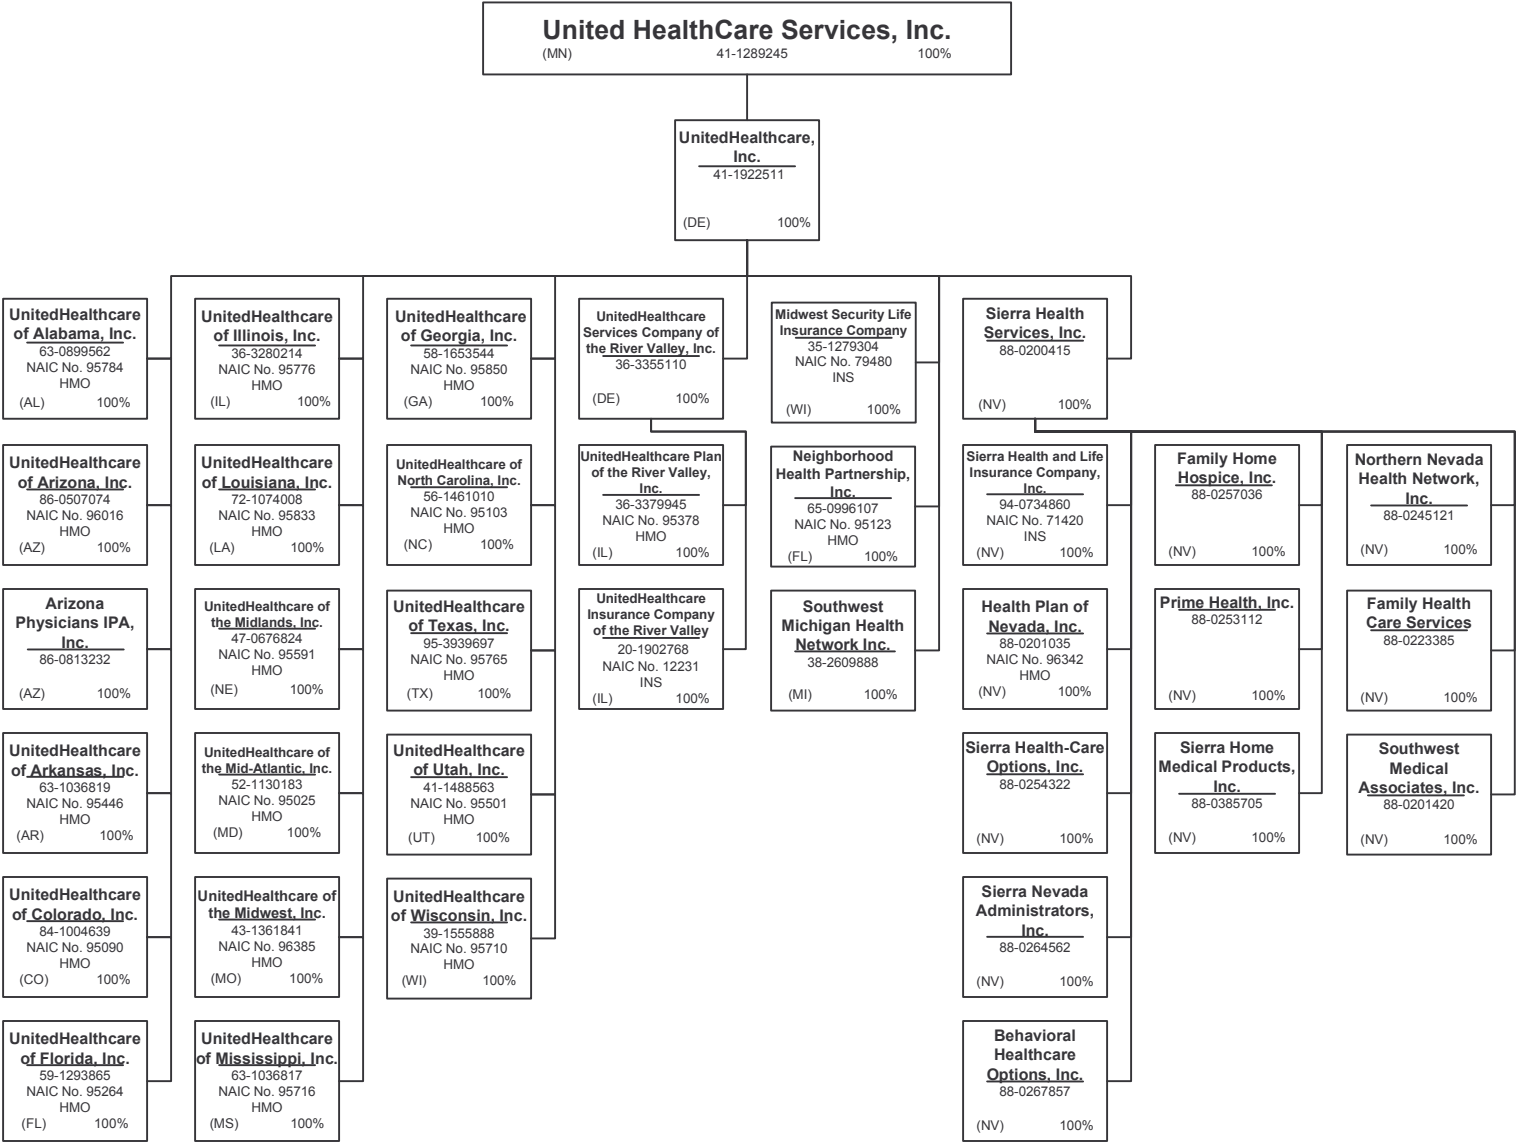 United HealthCare Services, Inc.
(MN) 41-1289245 100%
UnitedHealthcare,
Inc.
41-1922511
(DE) 100%
UnitedHealthcare
of Alabama, Inc.
63-0899562
NAIC No. 95784
HMO
(AL) 100%
UnitedHealthcare
of Illinois, Inc.
36-3280214
NAIC No. 95776
HMO
(IL) 100%
UnitedHealthcare
of Georgia, Inc.
58-1653544
NAIC No. 95850
HMO
(GA) 100%
UnitedHealthcare
Services Company of
the River Valley, Inc.
36-3355110
(DE) 100%
Midwest Security Life
Insurance Company
35-1279304
NAIC No. 79480
INS
(WI) 100%
Sierra Health
Services, Inc.
88-0200415
(NV) 100%
UnitedHealthcare
of Arizona, Inc.
86-0507074
NAIC No. 96016
HMO
(AZ) 100%
UnitedHealthcare
of Louisiana, Inc.
72-1074008
NAIC No. 95833
HMO
(LA) 100%
UnitedHealthcare of
North Carolina, Inc.
56-1461010
NAIC No. 95103
HMO
(NC) 100%
UnitedHealthcare Plan
of the River Valley,
Inc.
36-3379945
NAIC No. 95378
HMO
(IL) 100%
Neighborhood
Health Partnership,
Inc.
65-0996107
NAIC No. 95123
HMO
(FL) 100%
Sierra Health and Life
Insurance Company,
Inc.
94-0734860
NAIC No. 71420
INS
(NV) 100%
Family Home
Hospice, Inc.
88-0257036
(NV) 100%
Northern Nevada
Health Network,
Inc.
88-0245121
(NV) 100%
Arizona
Physicians IPA,
Inc.
86-0813232
(AZ) 100%
UnitedHealthcare of
the Midlands, Inc.
47-0676824
NAIC No. 95591
HMO
(NE) 100%
UnitedHealthcare
of Texas, Inc.
95-3939697
NAIC No. 95765
HMO
(TX) 100%
UnitedHealthcare
Insurance Company
of the River Valley
20-1902768
NAIC No. 12231
INS
(IL) 100%
Southwest
Michigan Health
Network Inc.
38-2609888
(MI) 100%
Health Plan of
Nevada, Inc.
88-0201035
NAIC No. 96342
HMO
(NV) 100%
Prime Health, Inc.
88-0253112
(NV) 100%
Family Health
Care Services
88-0223385
(NV) 100%
UnitedHealthcare
of Arkansas, Inc.
63-1036819
NAIC No. 95446
HMO
(AR) 100%
UnitedHealthcare of
the Mid-Atlantic, Inc.
52-1130183
NAIC No. 95025
HMO
(MD) 100%
UnitedHealthcare
of Utah, Inc.
41-1488563
NAIC No. 95501
HMO
(UT) 100%
Sierra Health-Care
Options, Inc.
88-0254322
(NV) 100%
Sierra Home
Medical Products,
Inc.
88-0385705
(NV) 100%
Southwest
Medical
Associates, Inc.
88-0201420
(NV) 100%
UnitedHealthcare
of Colorado, Inc.
84-1004639
NAIC No. 95090
HMO
(CO) 100%
UnitedHealthcare of
the Midwest, Inc.
43-1361841
NAIC No. 96385
HMO
(MO) 100%
UnitedHealthcare
of Wisconsin, Inc.
39-1555888
NAIC No. 95710
HMO
(WI) 100%
Sierra Nevada
Administrators,
Inc.
88-0264562
(NV) 100%
UnitedHealthcare
of Florida, Inc.
59-1293865
NAIC No. 95264
HMO
(FL) 100%
UnitedHealthcare
of Mississippi, Inc.
63-1036817
NAIC No. 95716
HMO
(MS) 100%
Behavioral
Healthcare
Options, Inc.
88-0267857
(NV) 100%